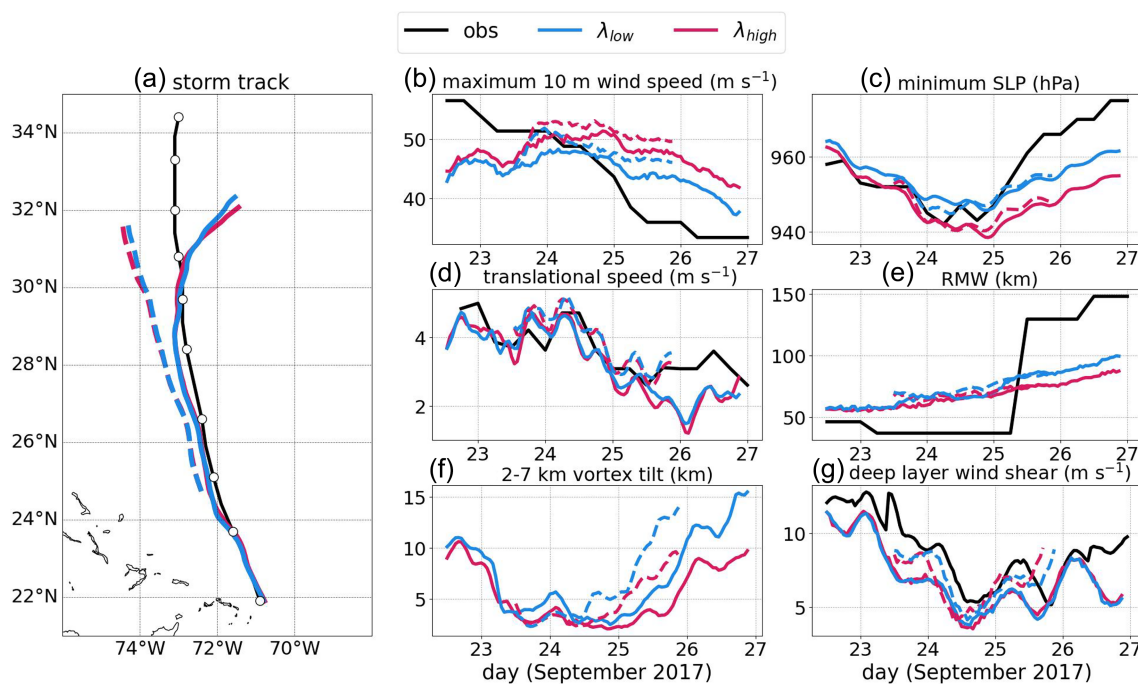 obs λlow λhigh
(a) storm track
34°N
32°N
30°N
28°N
26°N
24°N
22°N
74°W 72°W 70°W
(b) maximum 10 m wind speed (m s⁻¹)
50
40
23 24 25 26 27
(c) minimum SLP (hPa)
960
940
23 24 25 26 27
(d) translational speed (m s⁻¹)
4
2
23 24 25 26 27
(e) RMW (km)
150
100
50
23 24 25 26 27
(f) 2-7 km vortex tilt (km)
15
10
5
23 24 25 26 27
day (September 2017)
(g) deep layer wind shear (m s⁻¹)
10
5
23 24 25 26 27
day (September 2017)